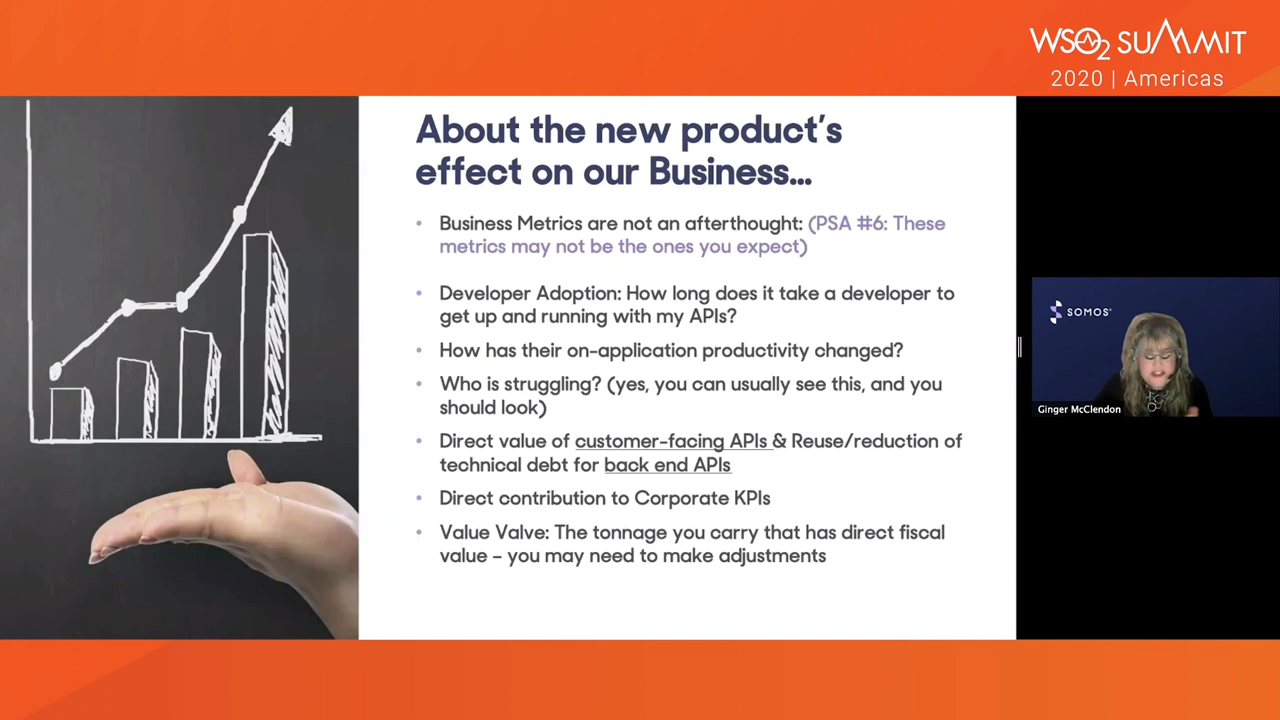 WSO2 SUMMIT
2020 | Americas
About the new product's
effect on our Business...
• Business Metrics are not an afterthought: (PSA #6: These
metrics may not be the ones you expect)
• Developer Adoption: How long does it take a developer to
get up and running with my APIs?
• How has their on-application productivity changed?
• Who is struggling? (yes, you can usually see this, and you
should look)
• Direct value of customer-facing APIs & Reuse/reduction of
technical debt for back end APIs
• Direct contribution to Corporate KPIs
• Value Valve: The tonnage you carry that has direct fiscal
value – you may need to make adjustments
SOMOS
Ginger McClendon